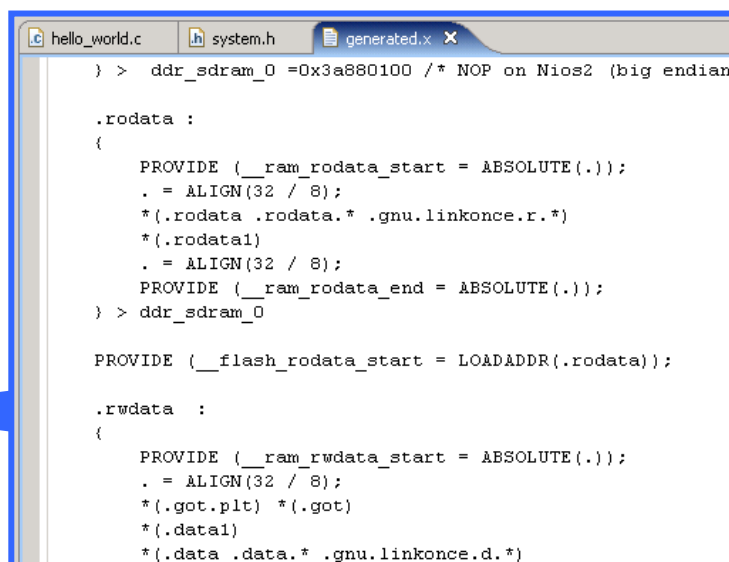 hello_world.c system.h generated.x
} > ddr_sdram_0 =0x3a880100 /* NOP on Nios2 (big endian
.rodata :
{
PROVIDE (__ram_rodata_start = ABSOLUTE(.));
. = ALIGN(32 / 8);
*(.rodata .rodata.* .gnu.linkonce.r.*)
*(.rodata1)
. = ALIGN(32 / 8);
PROVIDE (__ram_rodata_end = ABSOLUTE(.));
} > ddr_sdram_0
PROVIDE (__flash_rodata_start = LOADADDR(.rodata));
.rwdata :
{
PROVIDE (__ram_rwdata_start = ABSOLUTE(.));
. = ALIGN(32 / 8);
*(.got.plt) *(.got)
*(.data1)
*(.data .data.* .gnu.linkonce.d.*)